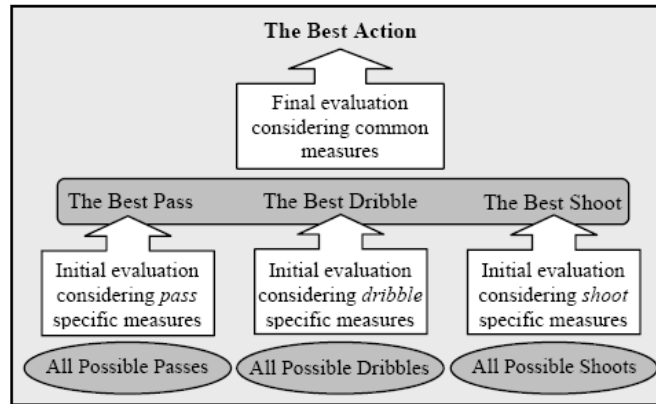 The Best Action
Final evaluation
considering common
measures
The Best Pass
The Best Dribble
The Best Shoot
Initial evaluation
considering pass
specific measures
Initial evaluation
considering dribble
specific measures
Initial evaluation
considering shoot
specific measures
All Possible Passes
All Possible Dribbles
All Possible Shoots